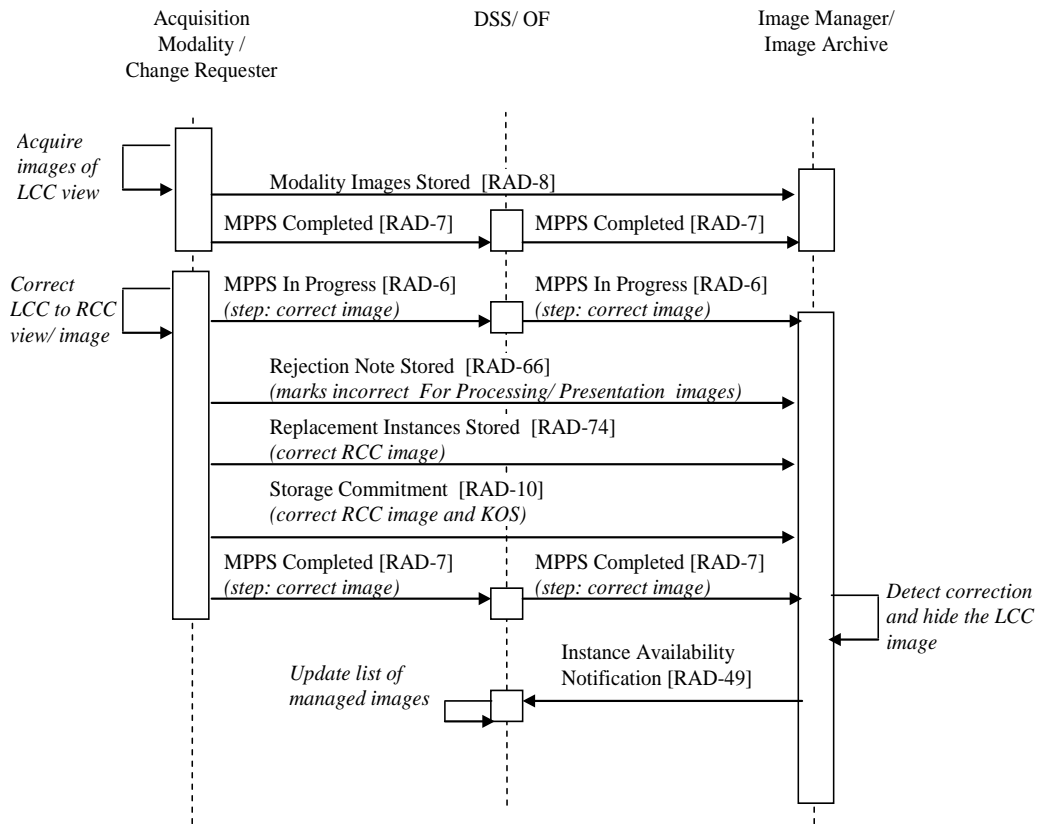 Acquisition
Modality /
Change Requester
DSS/ OF
Image Manager/
Image Archive
Acquire
images of
LCC view
Modality Images Stored [RAD-8]
MPPS Completed [RAD-7]
MPPS Completed [RAD-7]
Correct
LCC to RCC
view/ image
MPPS In Progress [RAD-6]
(step: correct image)
MPPS In Progress [RAD-6]
(step: correct image)
Rejection Note Stored [RAD-66]
(marks incorrect For Processing/ Presentation images)
Replacement Instances Stored [RAD-74]
(correct RCC image)
Storage Commitment [RAD-10]
(correct RCC image and KOS)
MPPS Completed [RAD-7]
(step: correct image)
MPPS Completed [RAD-7]
(step: correct image)
Detect correction
and hide the LCC
image
Instance Availability
Notification [RAD-49]
Update list of
managed images